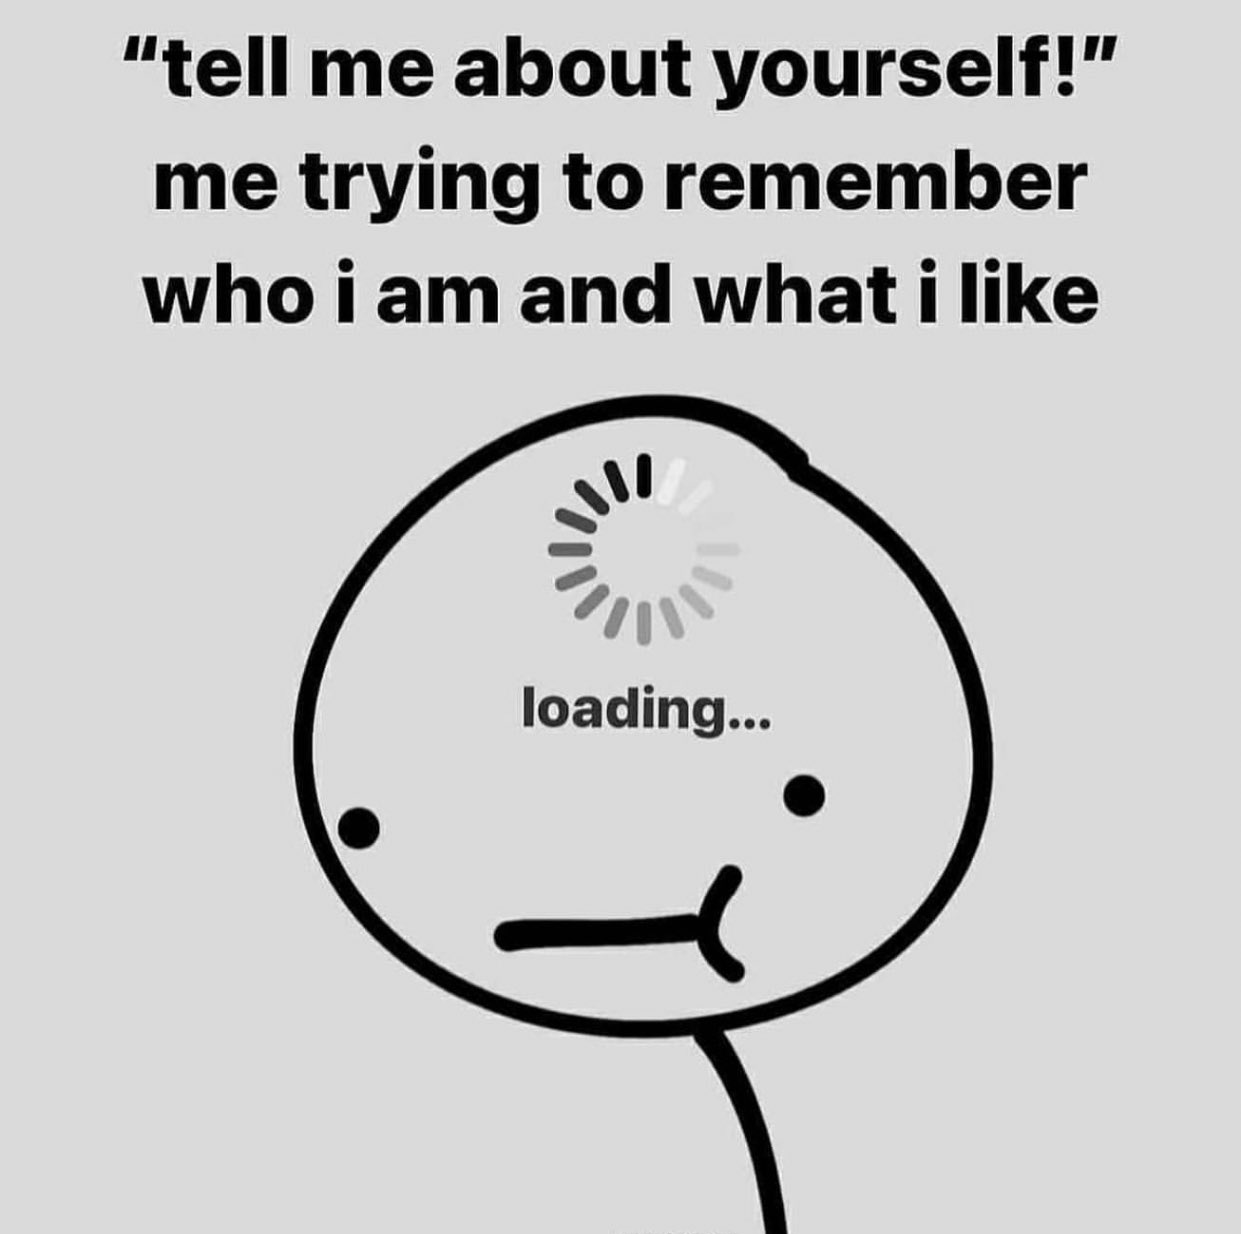 “tell me about yourself!”
me trying to remember
who i am and what i like
loading...